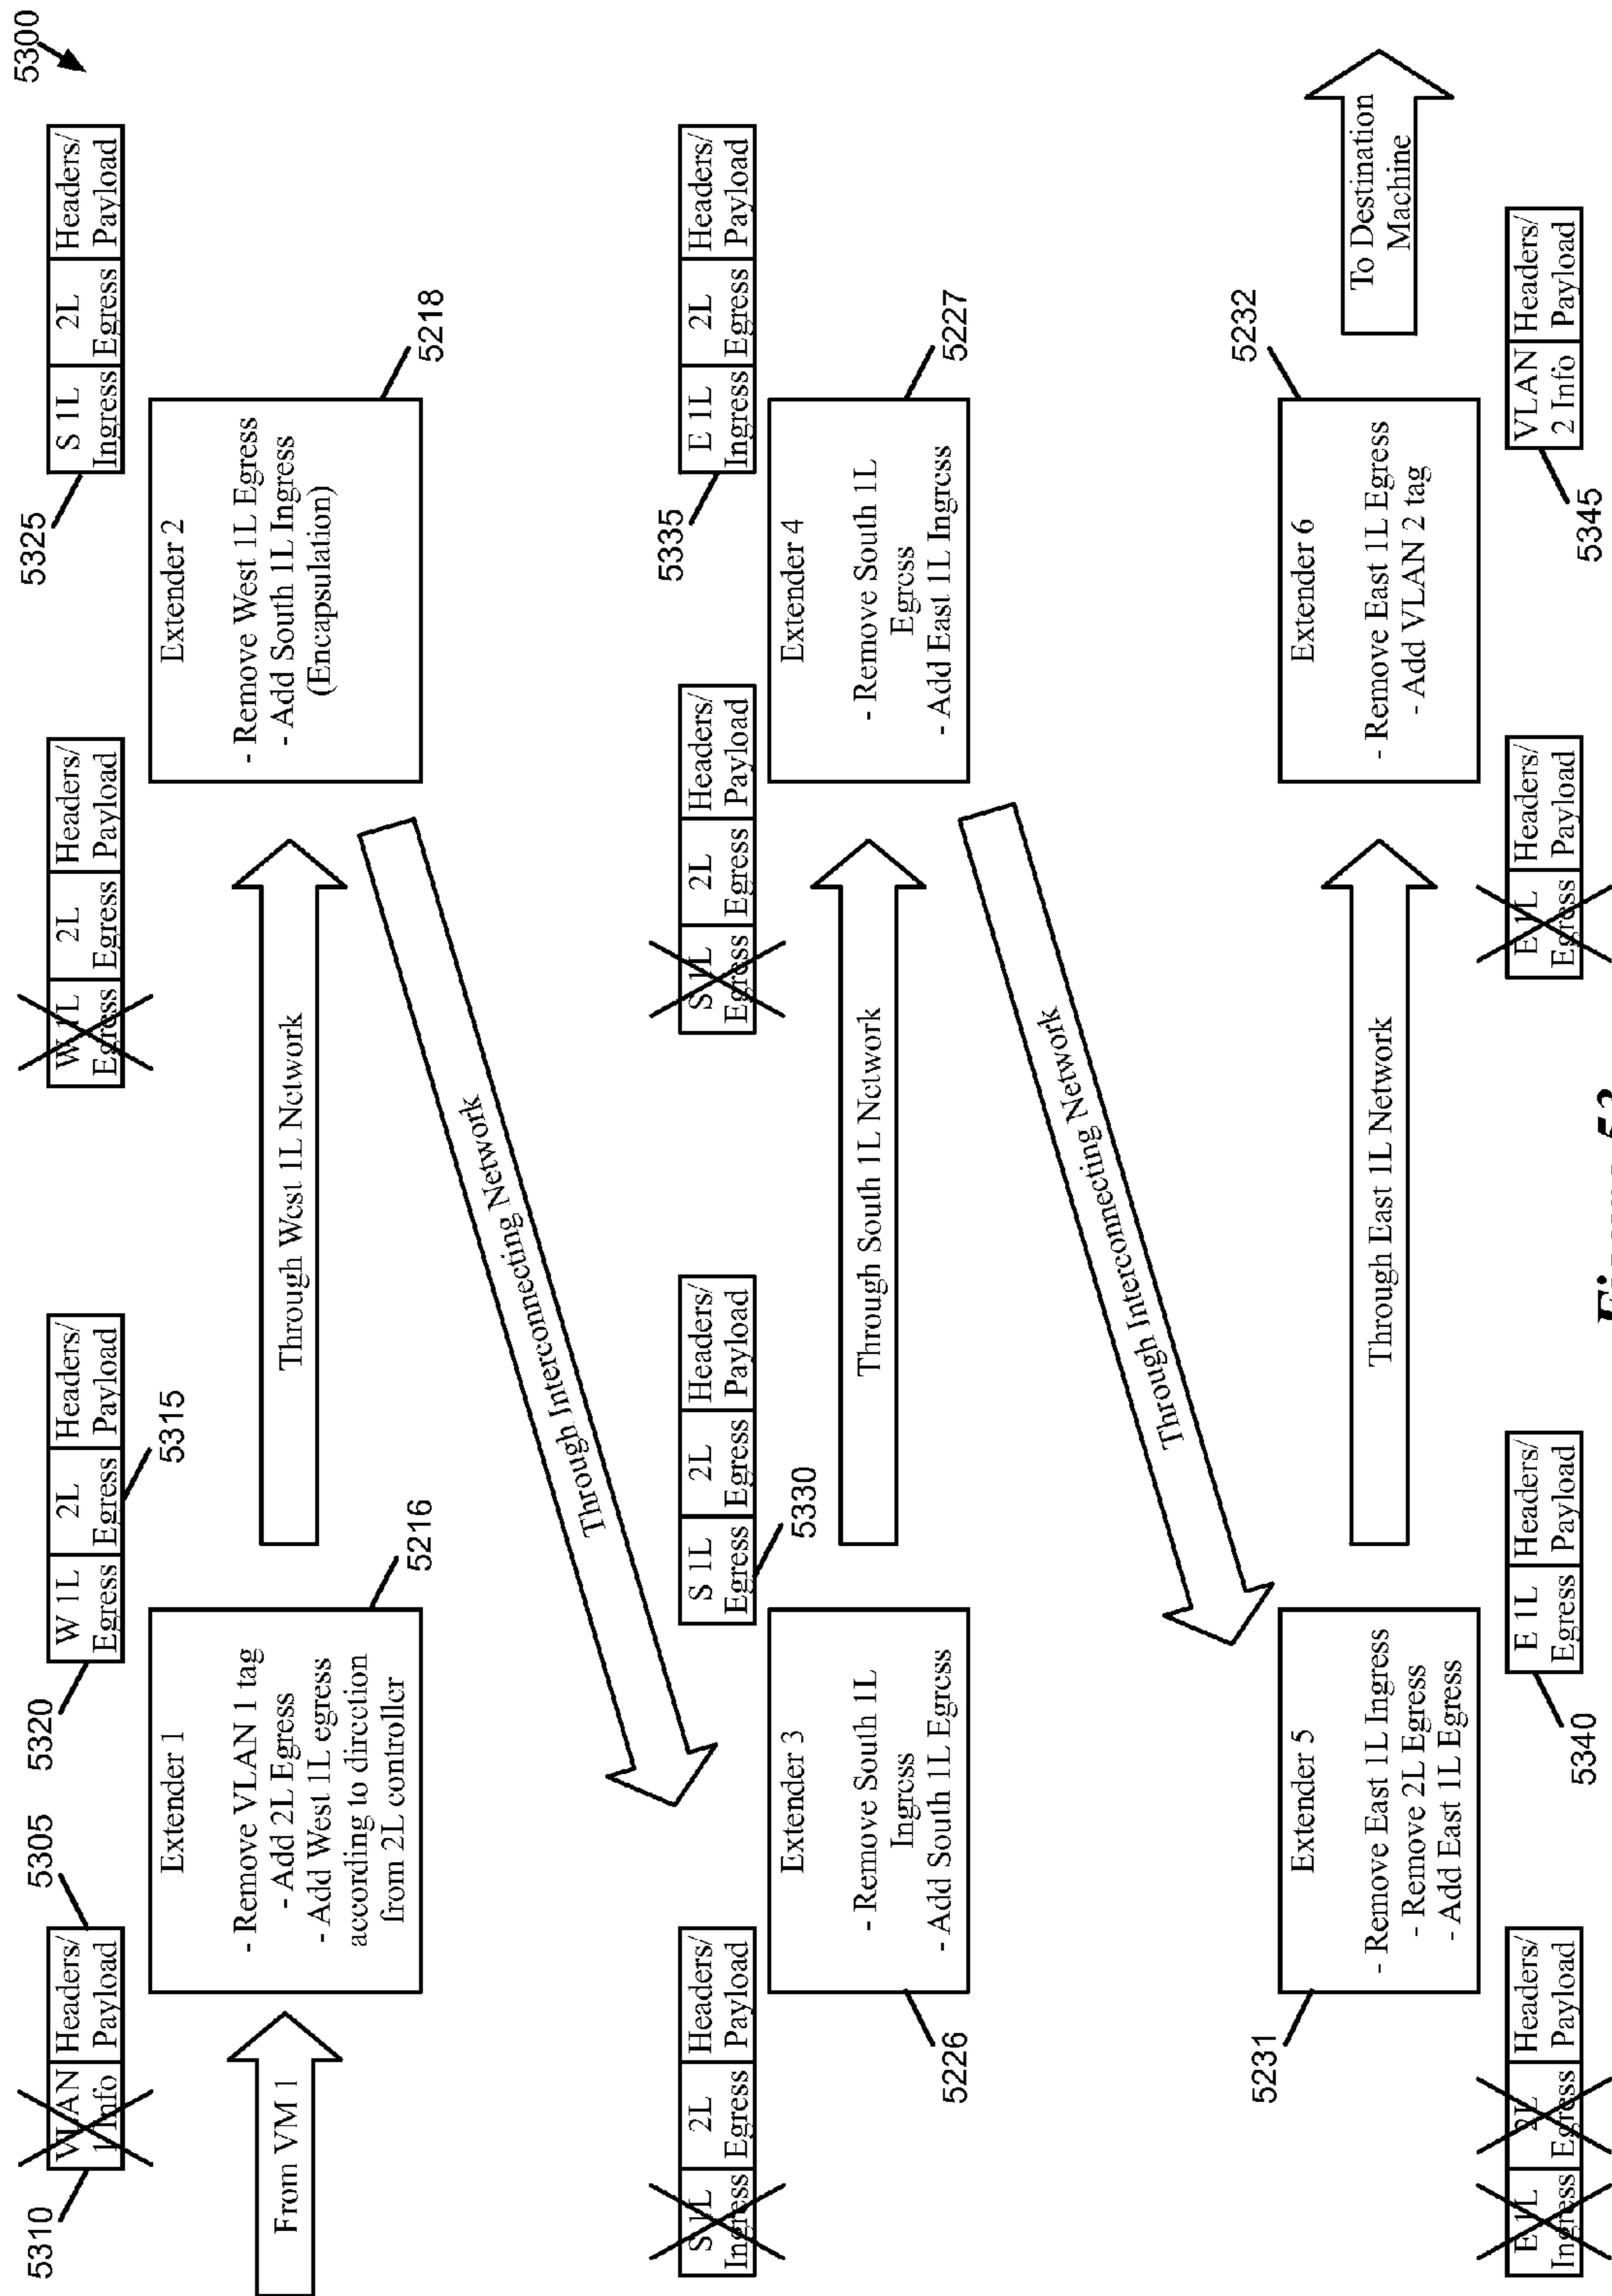 5300
5310
5305
5320
5325
VLAN
1 Info
Headers/
Payload
W 1L
Egress
2L
Egress
Headers/
Payload
5315
W 1L
Egress
2L
Egress
Headers/
Payload
S 1L
Ingress
2L
Egress
Headers/
Payload
From VM 1
Extender 1
- Remove VLAN 1 tag
- Add 2L Egress
- Add West 1L egress
according to direction
from 2L controller
5216
Through West 1L Network
Extender 2
- Remove West 1L Egress
- Add South 1L Ingress
(Encapsulation)
5218
Through Interconnecting Network
S 1L
Ingress
2L
Egress
Headers/
Payload
S 1L
Egress
2L
Egress
Headers/
Payload
5330
S 1L
Egress
2L
Egress
Headers/
Payload
5335
E 1L
Ingress
2L
Egress
Headers/
Payload
Extender 3
- Remove South 1L
Ingress
- Add South 1L Egress
5226
Through South 1L Network
Extender 4
- Remove South 1L
Egress
- Add East 1L Ingress
5227
Through Interconnecting Network
5231
Extender 5
- Remove East 1L Ingress
- Remove 2L Egress
- Add East 1L Egress
Through East 1L Network
5232
Extender 6
- Remove East 1L Egress
- Add VLAN 2 tag
To Destination
Machine
E 1L
Ingress
2L
Egress
Headers/
Payload
5340
E 1L
Egress
Headers/
Payload
E 1L
Egress
Headers/
Payload
5345
VLAN
2 Info
Headers/
Payload
Figure 53